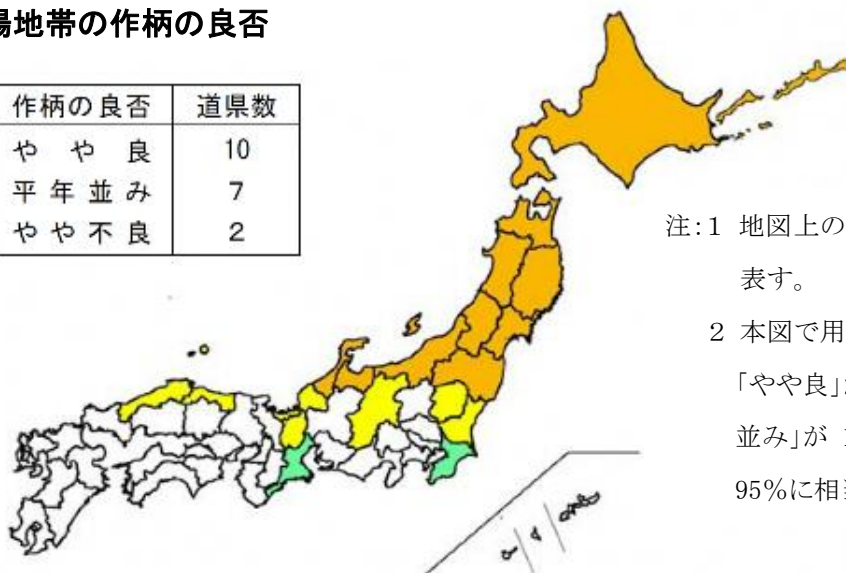 場地帯の作柄の良否
作柄の良否 道県数
やや良 10
平年並み 7
やや不良 2
注:1 地図上の
表す。
2 本図で用
「やや良」
並み」が
95%に相